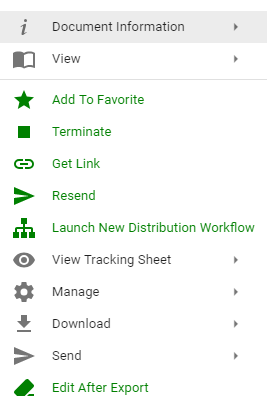 Document Information
View
Add To Favorite
Terminate
Get Link
Resend
Launch New Distribution Workflow
View Tracking Sheet
Manage
Download
Send
Edit After Export